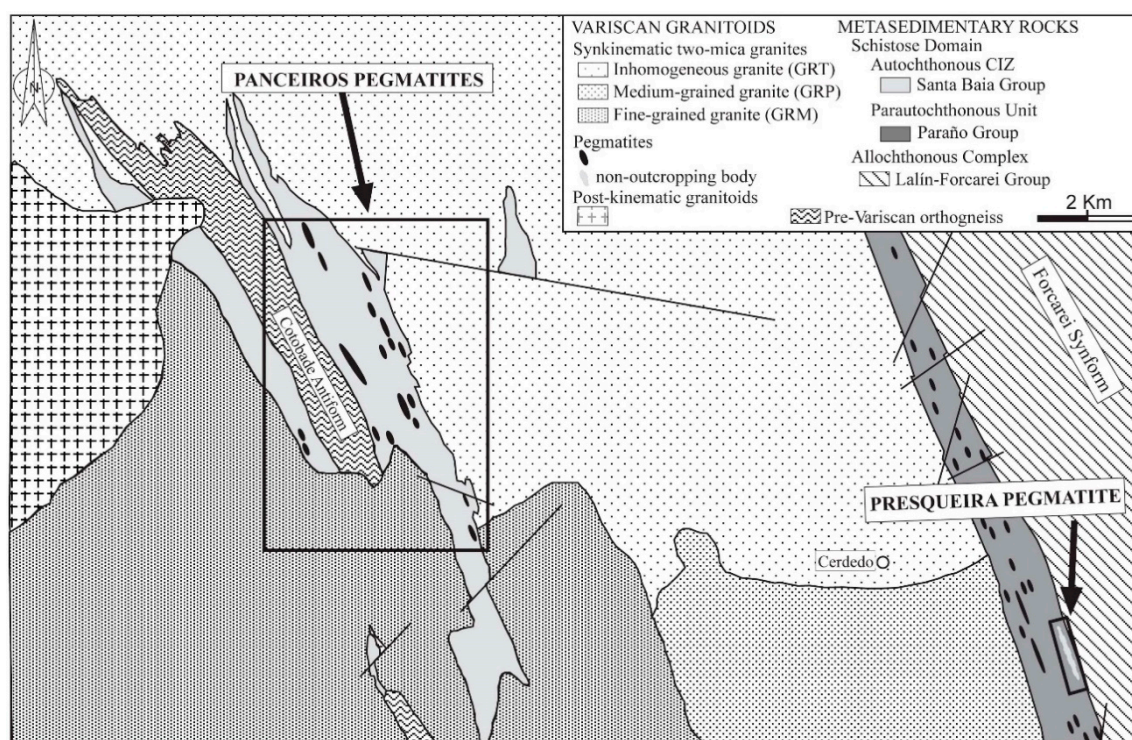 N
PANCEIROS PEGMATITES
VARISCAN GRANITOIDS
Synkinematic two-mica granites
Inhomogeneous granite (GRT)
Medium-grained granite (GRP)
Fine-grained granite (GRM)
Pegmatites
non-outcropping body
Post-kinematic granitoids
METASEDIMENTARY ROCKS
Schistose Domain
Autochthonous CIZ
Santa Baia Group
Parautochthonous Unit
Paraño Group
Allochthonous Complex
Lalín-Forcarei Group
Pre-Variscan orthogneiss
2 Km
Cotobade Antiform
Forcarei Synform
PRESQUEIRA PEGMATITE
Cerdedo